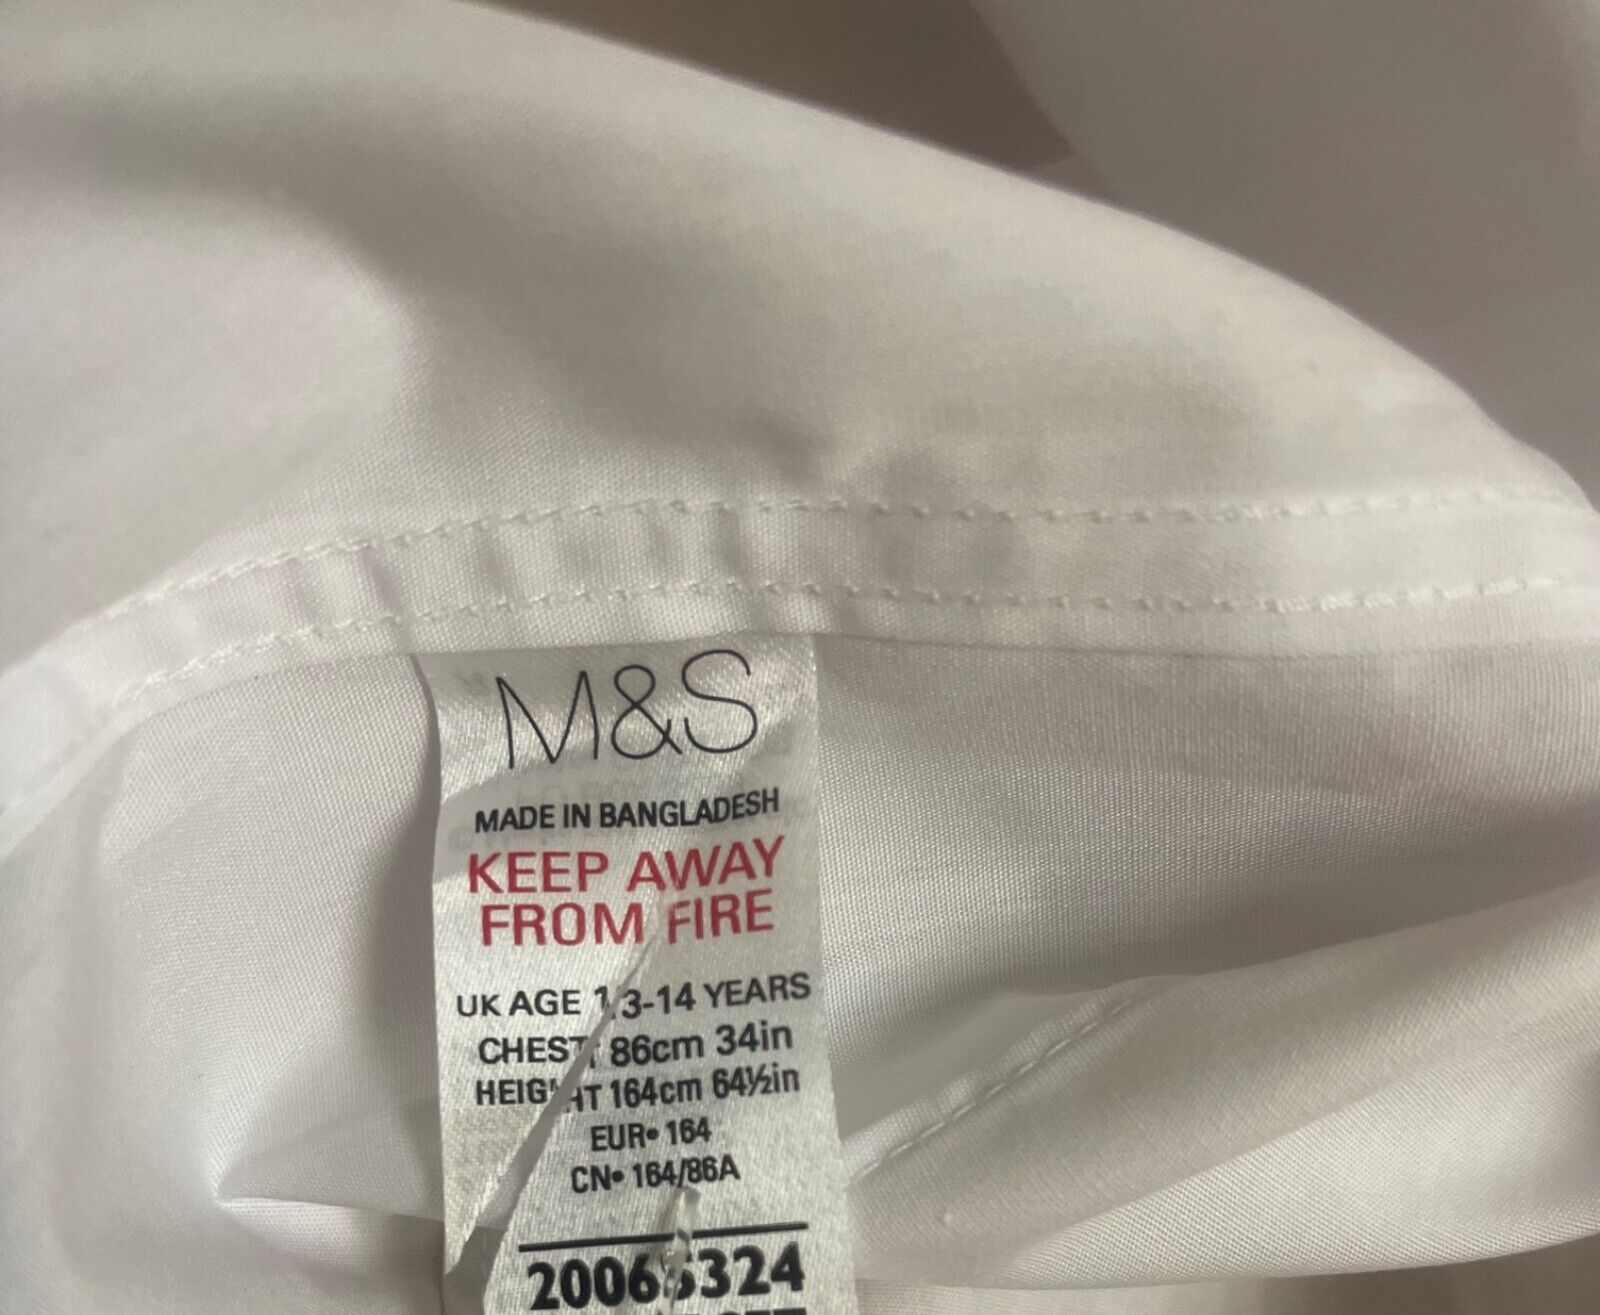 M&S
MADE IN BANGLADESH
KEEP AWAY
FROM FIRE
UK AGE 13-14 YEARS
CHEST 86cm 34in
HEIGHT 164cm 64½in
EUR• 164
CN• 164/86A